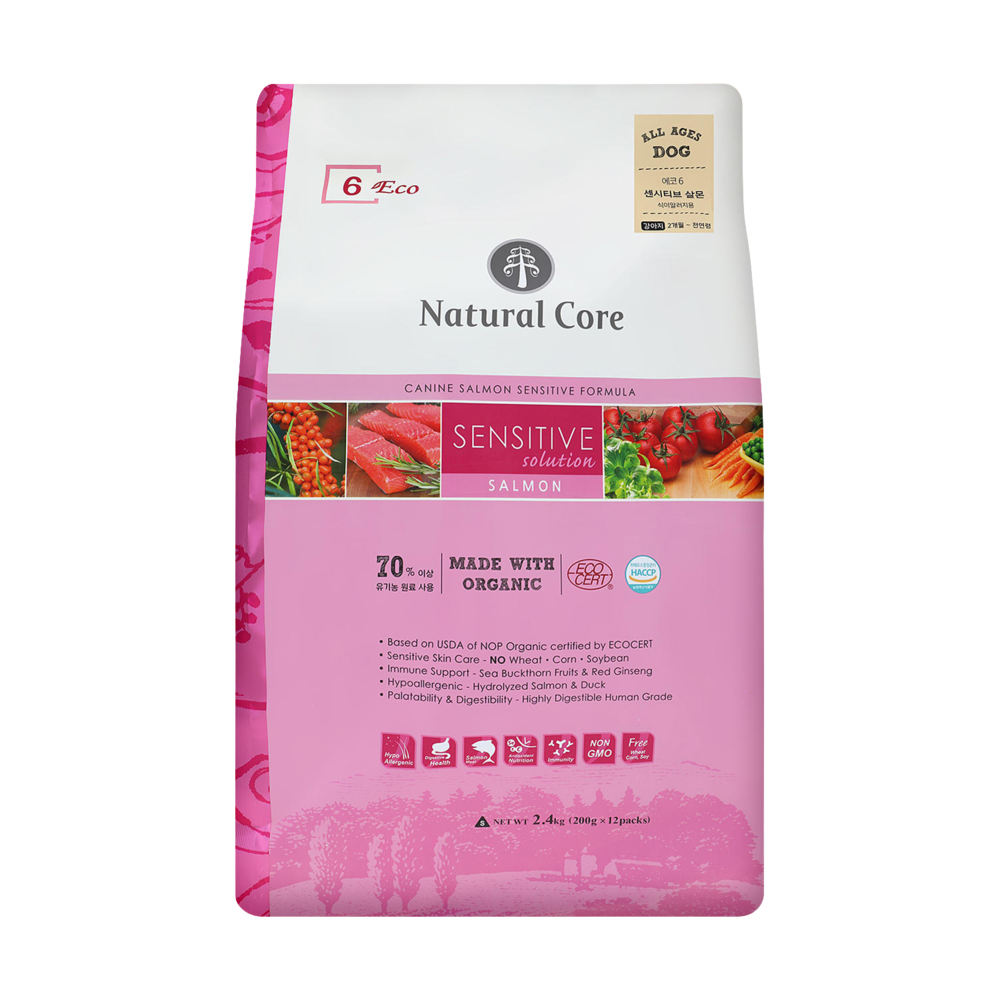 6 Eco
ALL AGES
DOG
에코 6
센시티브 살몬
식이알러지용
강아지 2개월 ~ 전연령
Natural Core
CANINE SALMON SENSITIVE FORMULA
SENSITIVE
solution
SALMON
70% 이상
유기농 원료 사용
MADE WITH
ORGANIC
ECO
CERT®
HACCP
• Based on USDA of NOP Organic certified by ECOCERT
• Sensitive Skin Care - NO Wheat • Corn • Soybean
• Immune Support - Sea Buckthorn Fruits & Red Ginseng
• Hypoallergenic - Hydrolyzed Salmon & Duck
• Palatability & Digestibility - Highly Digestible Human Grade
Hypo
Allergenic
Digestive
Health
Salmon
Meat
Antioxidant
Nutrition
Immunity
NON
GMO
Free
Wheat
Corn, Soy
S NET WT 2.4kg (200g × 12packs)